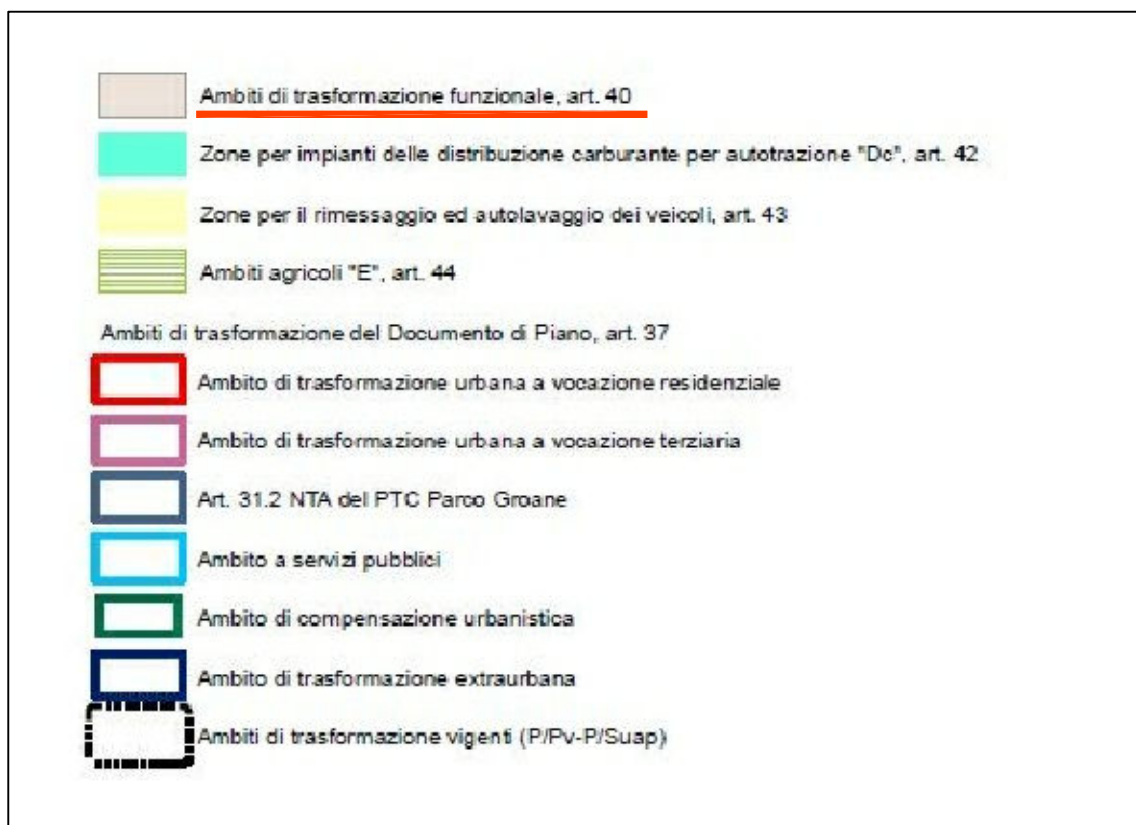 Ambiti di trasformazione funzionale, art. 40
Zone per impianti delle distribuzione carburante per autotrazione "Dc", art. 42
Zone per il rimessaggio ed autolavaggio dei veicoli, art. 43
Ambiti agricoli "E", art. 44
Ambiti di trasformazione del Documento di Piano, art. 37
Ambito di trasformazione urbana a vocazione residenziale
Ambito di trasformazione urbana a vocazione terziaria
Art. 31.2 NTA del PTC Parco Groane
Ambito a servizi pubblici
Ambito di compensazione urbanistica
Ambito di trasformazione extraurbana
Ambiti di trasformazione vigenti (P/Pv-P/Suap)